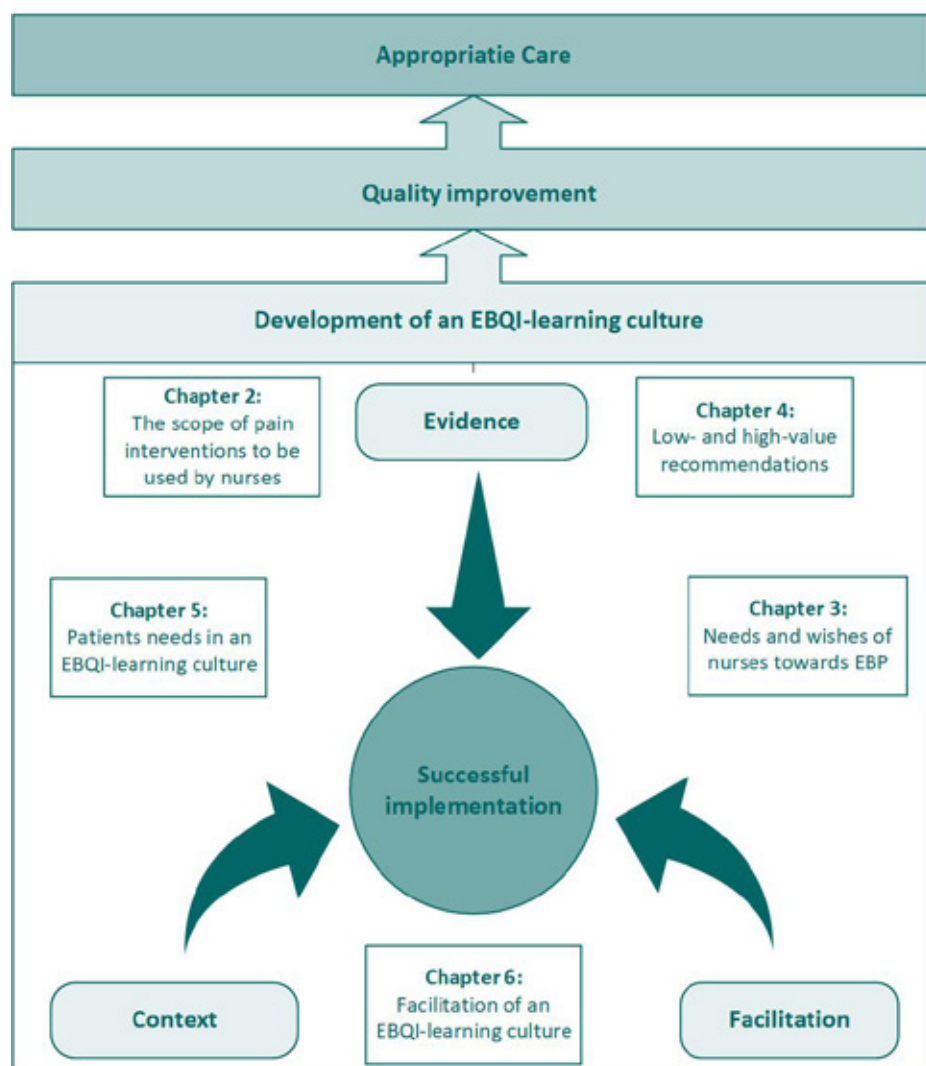 Appropriatie Care
Quality improvement
Development of an EBQI-learning culture
Chapter 2:
The scope of pain
interventions to be
used by nurses
Evidence
Chapter 4:
Low- and high-value
recommendations
Chapter 5:
Patients needs in an
EBQI-learning culture
Chapter 3:
Needs and wishes of
nurses towards EBP
Successful
implementation
Context
Chapter 6:
Facilitation of an
EBQI-learning culture
Facilitation